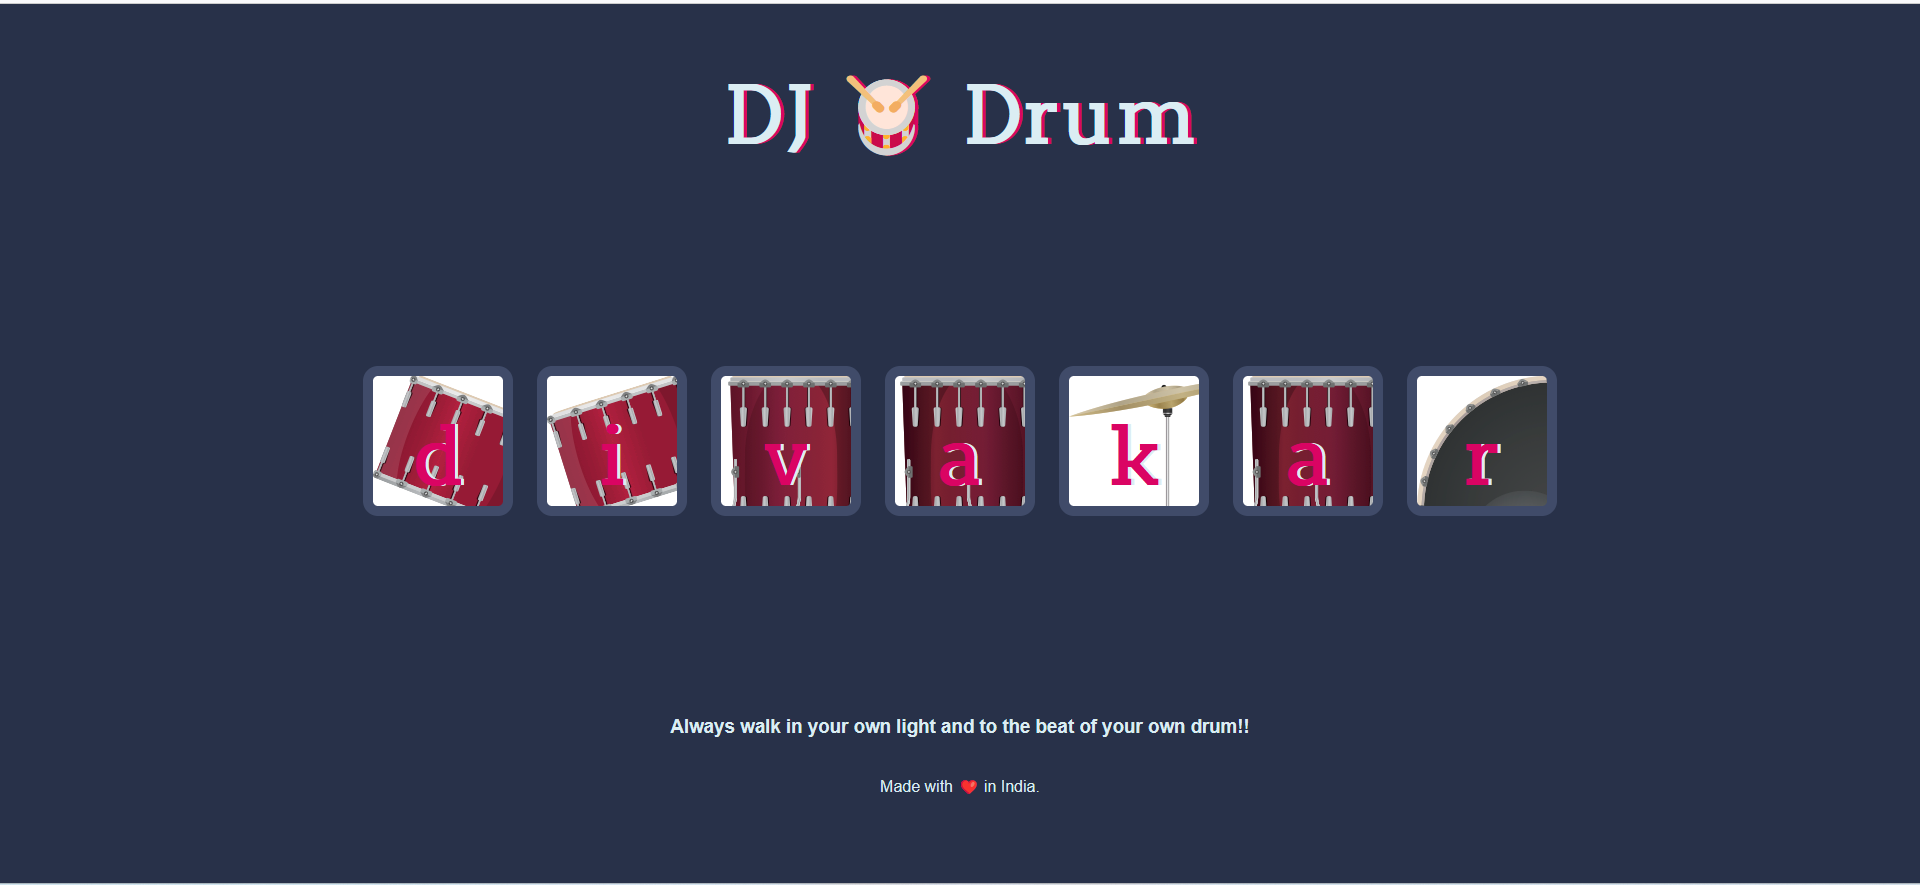 DJ 🥁 Drum
d i v a k a r
Always walk in your own light and to the beat of your own drum!!
Made with ❤️ in India.